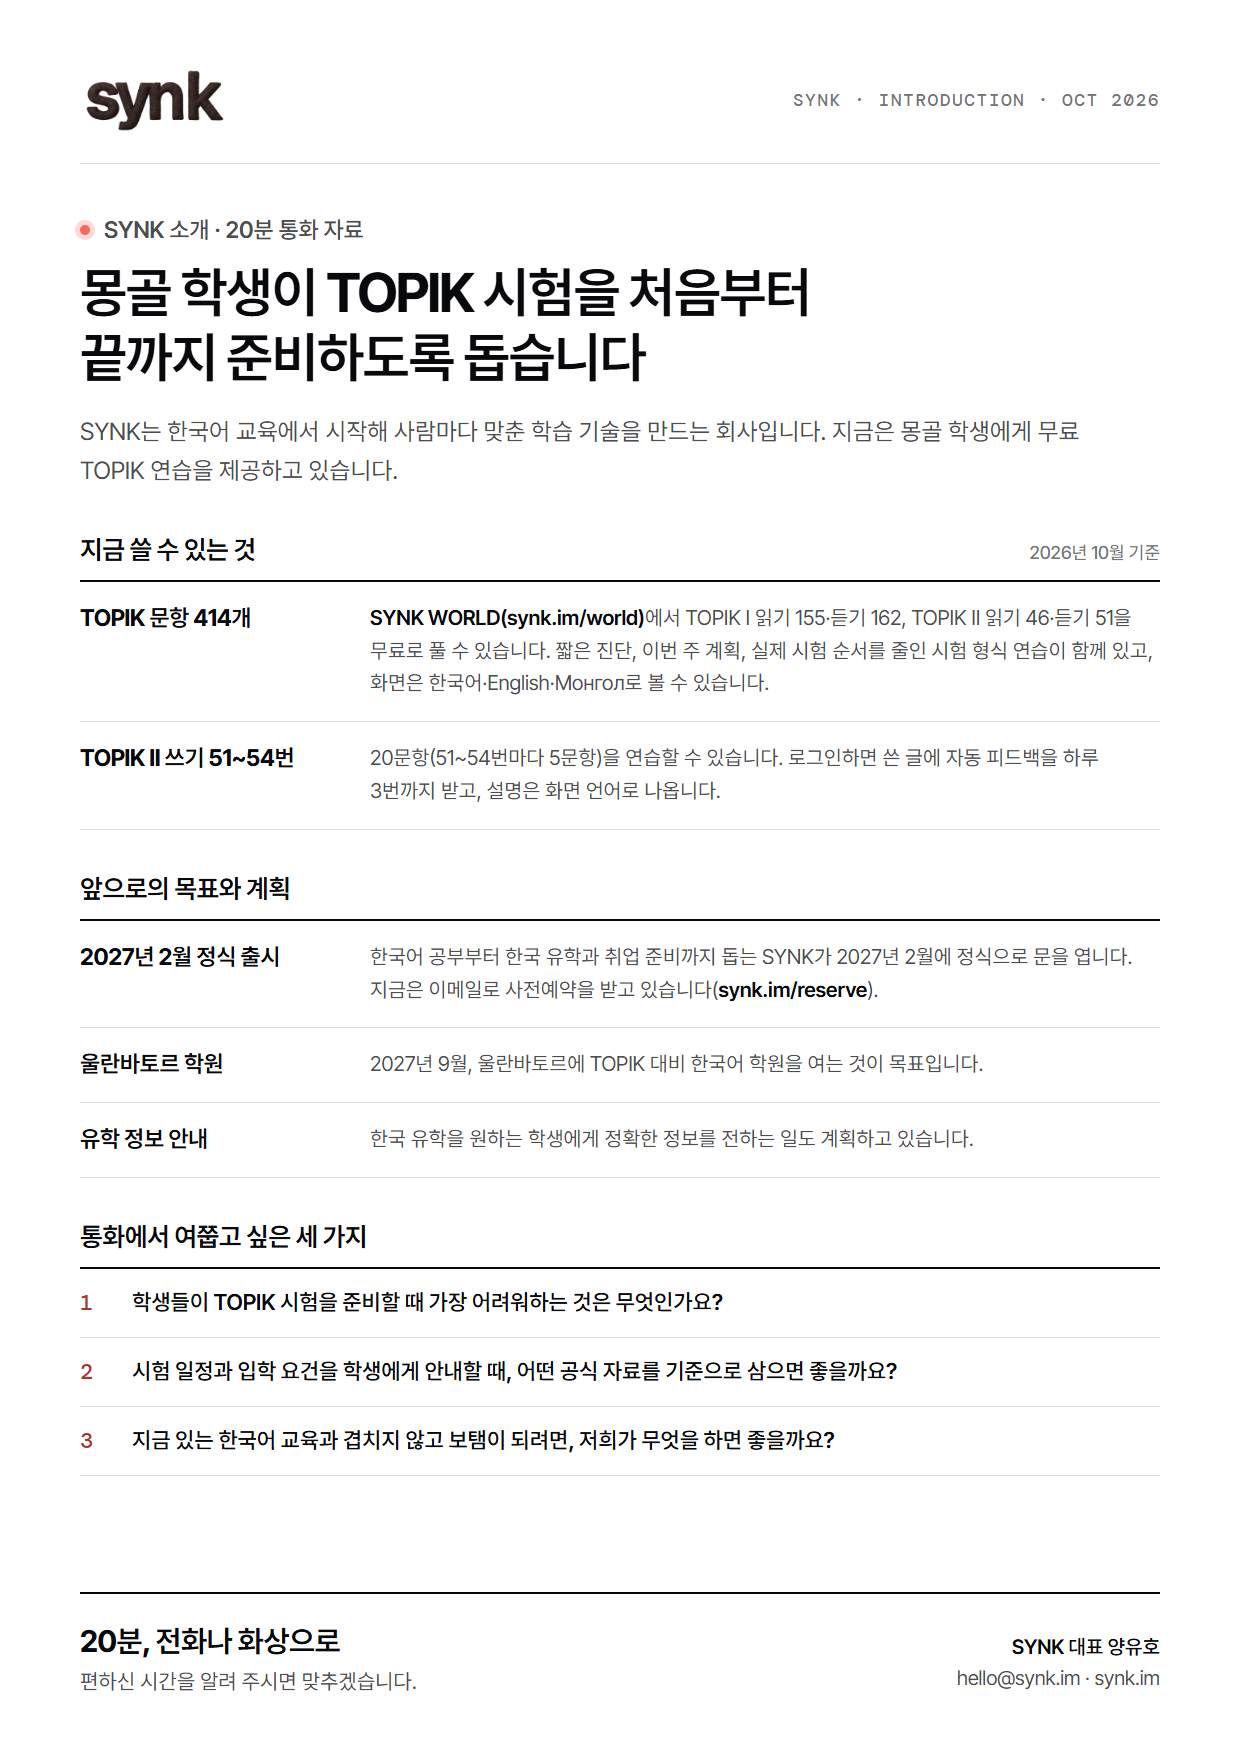 synk
SYNK · INTRODUCTION · OCT 2026
SYNK 소개 · 20분 통화 자료
몽골 학생이 TOPIK 시험을 처음부터
끝까지 준비하도록 돕습니다
SYNK는 한국어 교육에서 시작해 사람마다 맞춘 학습 기술을 만드는 회사입니다. 지금은 몽골 학생에게 무료
TOPIK 연습을 제공하고 있습니다.
지금 쓸 수 있는 것
2026년 10월 기준
TOPIK 문항 414개
SYNK WORLD(synk.im/world)에서 TOPIK I 읽기 155·듣기 162, TOPIK II 읽기 46·듣기 51을
무료로 풀 수 있습니다. 짧은 진단, 이번 주 계획, 실제 시험 순서를 줄인 시험 형식 연습이 함께 있고,
화면은 한국어·English·Монгол로 볼 수 있습니다.
TOPIK II 쓰기 51~54번
20문항(51~54번마다 5문항)을 연습할 수 있습니다. 로그인하면 쓴 글에 자동 피드백을 하루
3번까지 받고, 설명은 화면 언어로 나옵니다.
앞으로의 목표와 계획
2027년 2월 정식 출시
한국어 공부부터 한국 유학과 취업 준비까지 돕는 SYNK가 2027년 2월에 정식으로 문을 엽니다.
지금은 이메일로 사전예약을 받고 있습니다(synk.im/reserve).
울란바토르 학원
2027년 9월, 울란바토르에 TOPIK 대비 한국어 학원을 여는 것이 목표입니다.
유학 정보 안내
한국 유학을 원하는 학생에게 정확한 정보를 전하는 일도 계획하고 있습니다.
통화에서 여쭙고 싶은 세 가지
1 학생들이 TOPIK 시험을 준비할 때 가장 어려워하는 것은 무엇인가요?
2 시험 일정과 입학 요건을 학생에게 안내할 때, 어떤 공식 자료를 기준으로 삼으면 좋을까요?
3 지금 있는 한국어 교육과 겹치지 않고 보탬이 되려면, 저희가 무엇을 하면 좋을까요?
20분, 전화나 화상으로
편하신 시간을 알려 주시면 맞추겠습니다.
SYNK 대표 양유호
hello@synk.im · synk.im